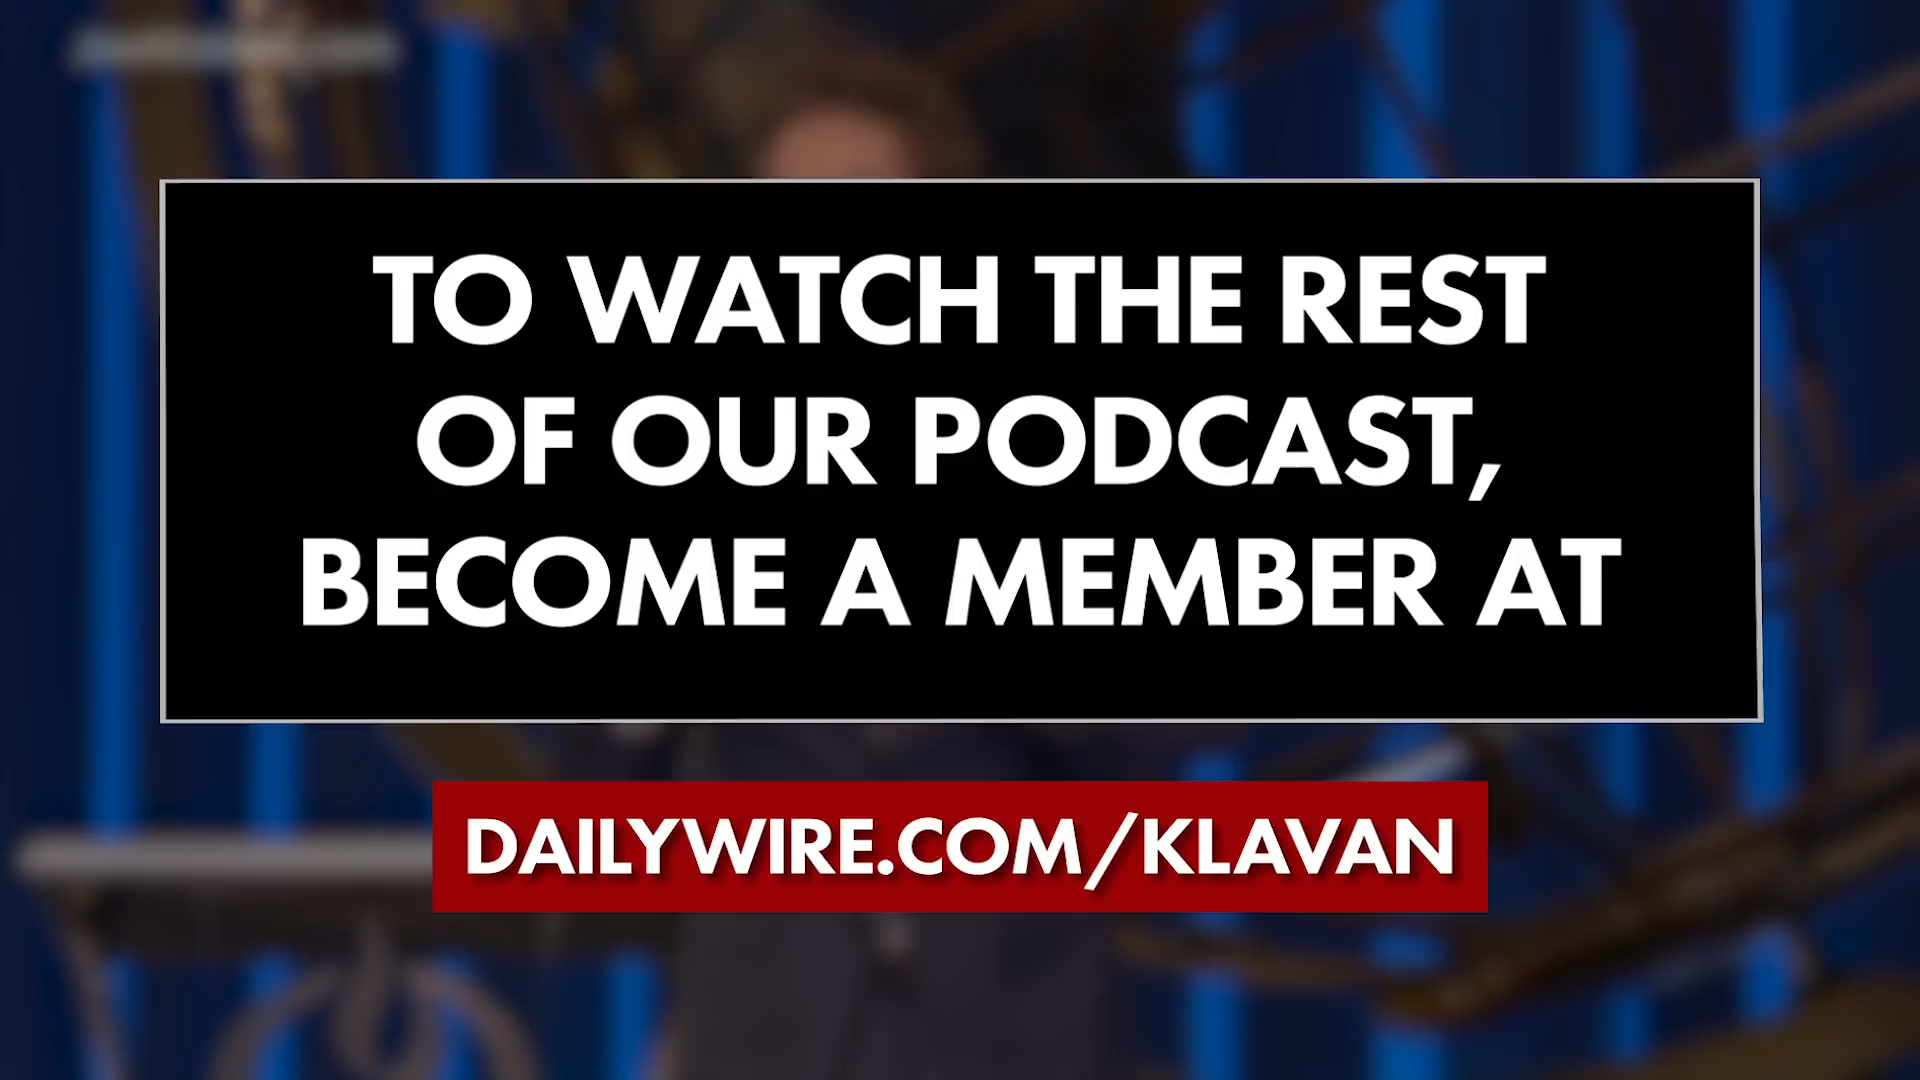 TO WATCH THE REST
OF OUR PODCAST,
BECOME A MEMBER AT
DAILYWIRE.COM/KLAVAN